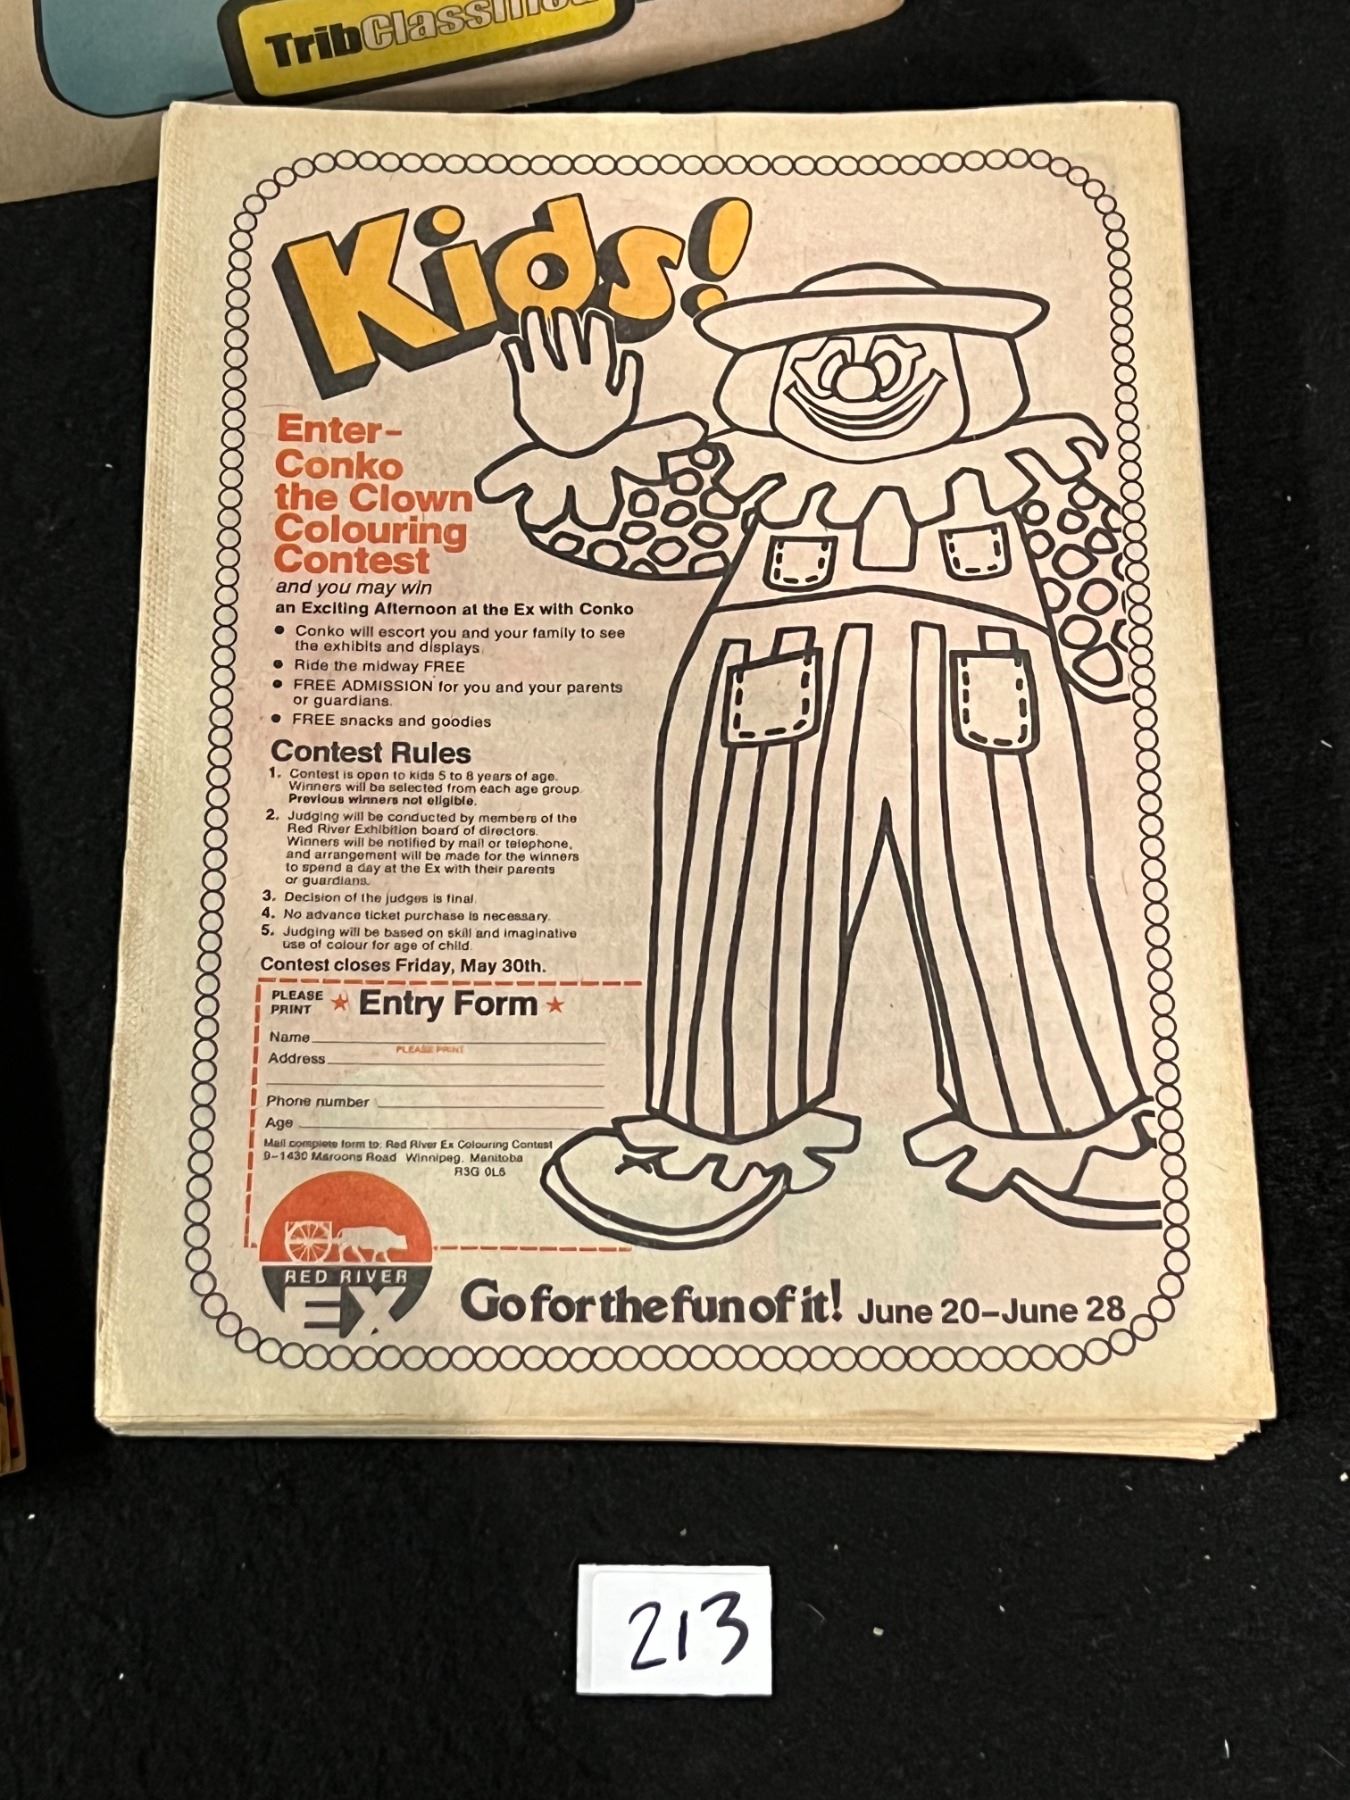 TribClassified
Kids!
Enter-
Conko
the Clown
Colouring
Contest
and you may win
an Exciting Afternoon at the Ex with Conko
• Conko will escort you and your family to see
the exhibits and displays.
• Ride the midway FREE
• FREE ADMISSION for you and your parents
or guardians.
• FREE snacks and goodies
Contest Rules
1. Contest is open to kids 5 to 8 years of age.
Winners will be selected from each age group.
Previous winners not eligible.
2. Judging will be conducted by members of the
Red River Exhibition board of directors.
Winners will be notified by mail or telephone,
and arrangement will be made for the winners
to spend a day at the Ex with their parents
or guardians.
3. Decision of the judges is final.
4. No advance ticket purchase is necessary.
5. Judging will be based on skill and imaginative
use of colour for age of child.
Contest closes Friday, May 30th.
PLEASE
PRINT
★ Entry Form ★
Name
PLEASE PRINT
Address
Phone number
Age
Mail complete form to: Red River Ex Colouring Contest
9-1430 Maroons Road Winnipeg, Manitoba
R3G 0L6
RED RIVER
EX
Go for the fun of it! June 20-June 28
213